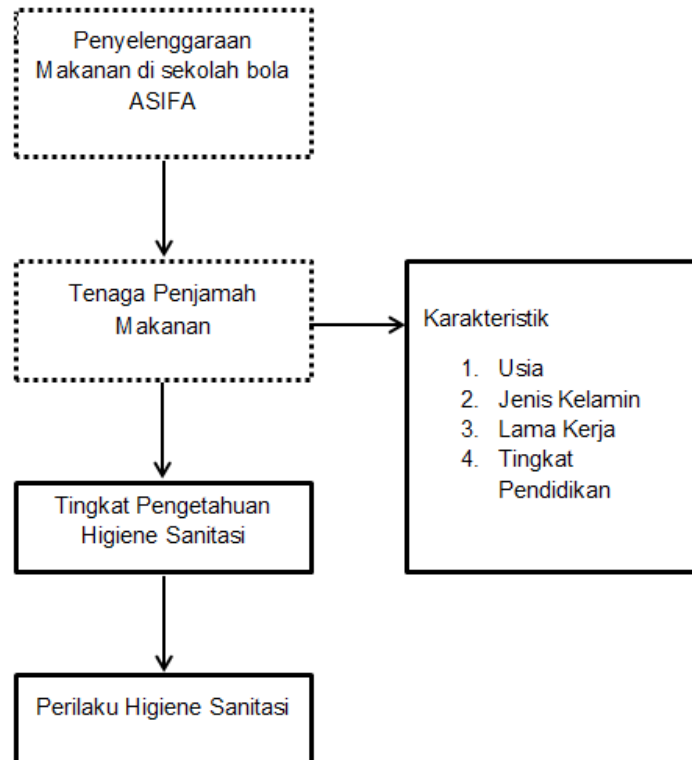 Penyelenggaraan
Makanan di sekolah bola
ASIFA
Tenaga Penjamah
Makanan
Karakteristik
1. Usia
2. Jenis Kelamin
3. Lama Kerja
4. Tingkat
Pendidikan
Tingkat Pengetahuan
Higiene Sanitasi
Perilaku Higiene Sanitasi